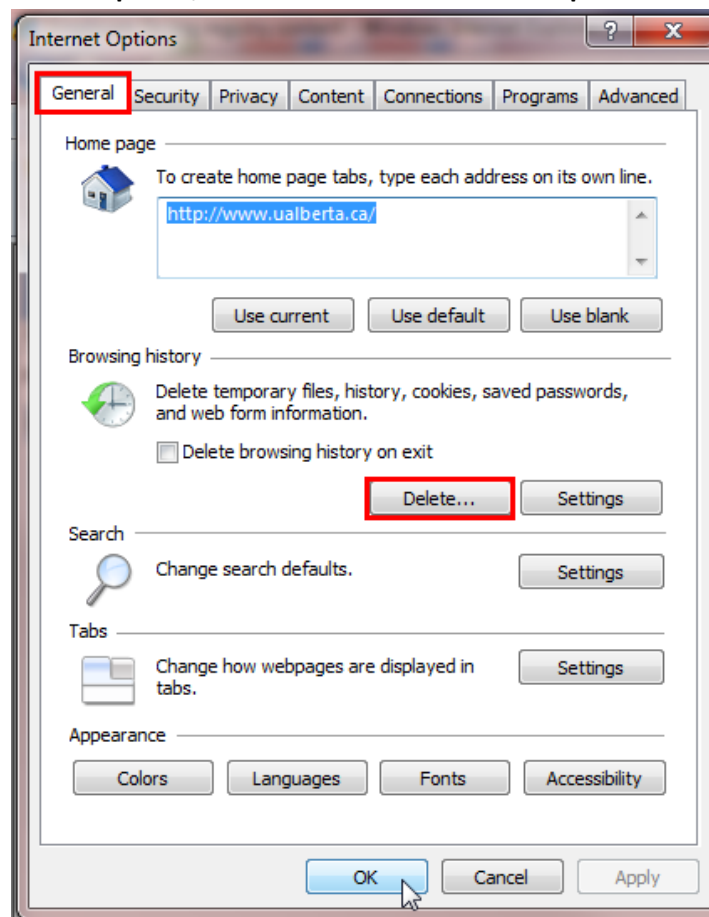 Internet Options
General Security Privacy Content Connections Programs Advanced
Home page
To create home page tabs, type each address on its own line.
http://www.ualberta.ca/
Use current Use default Use blank
Browsing history
Delete temporary files, history, cookies, saved passwords,
and web form information.
Delete browsing history on exit
Delete... Settings
Search
Change search defaults.
Settings
Tabs
Change how webpages are displayed in
tabs.
Settings
Appearance
Colors Languages Fonts Accessibility
OK Cancel Apply